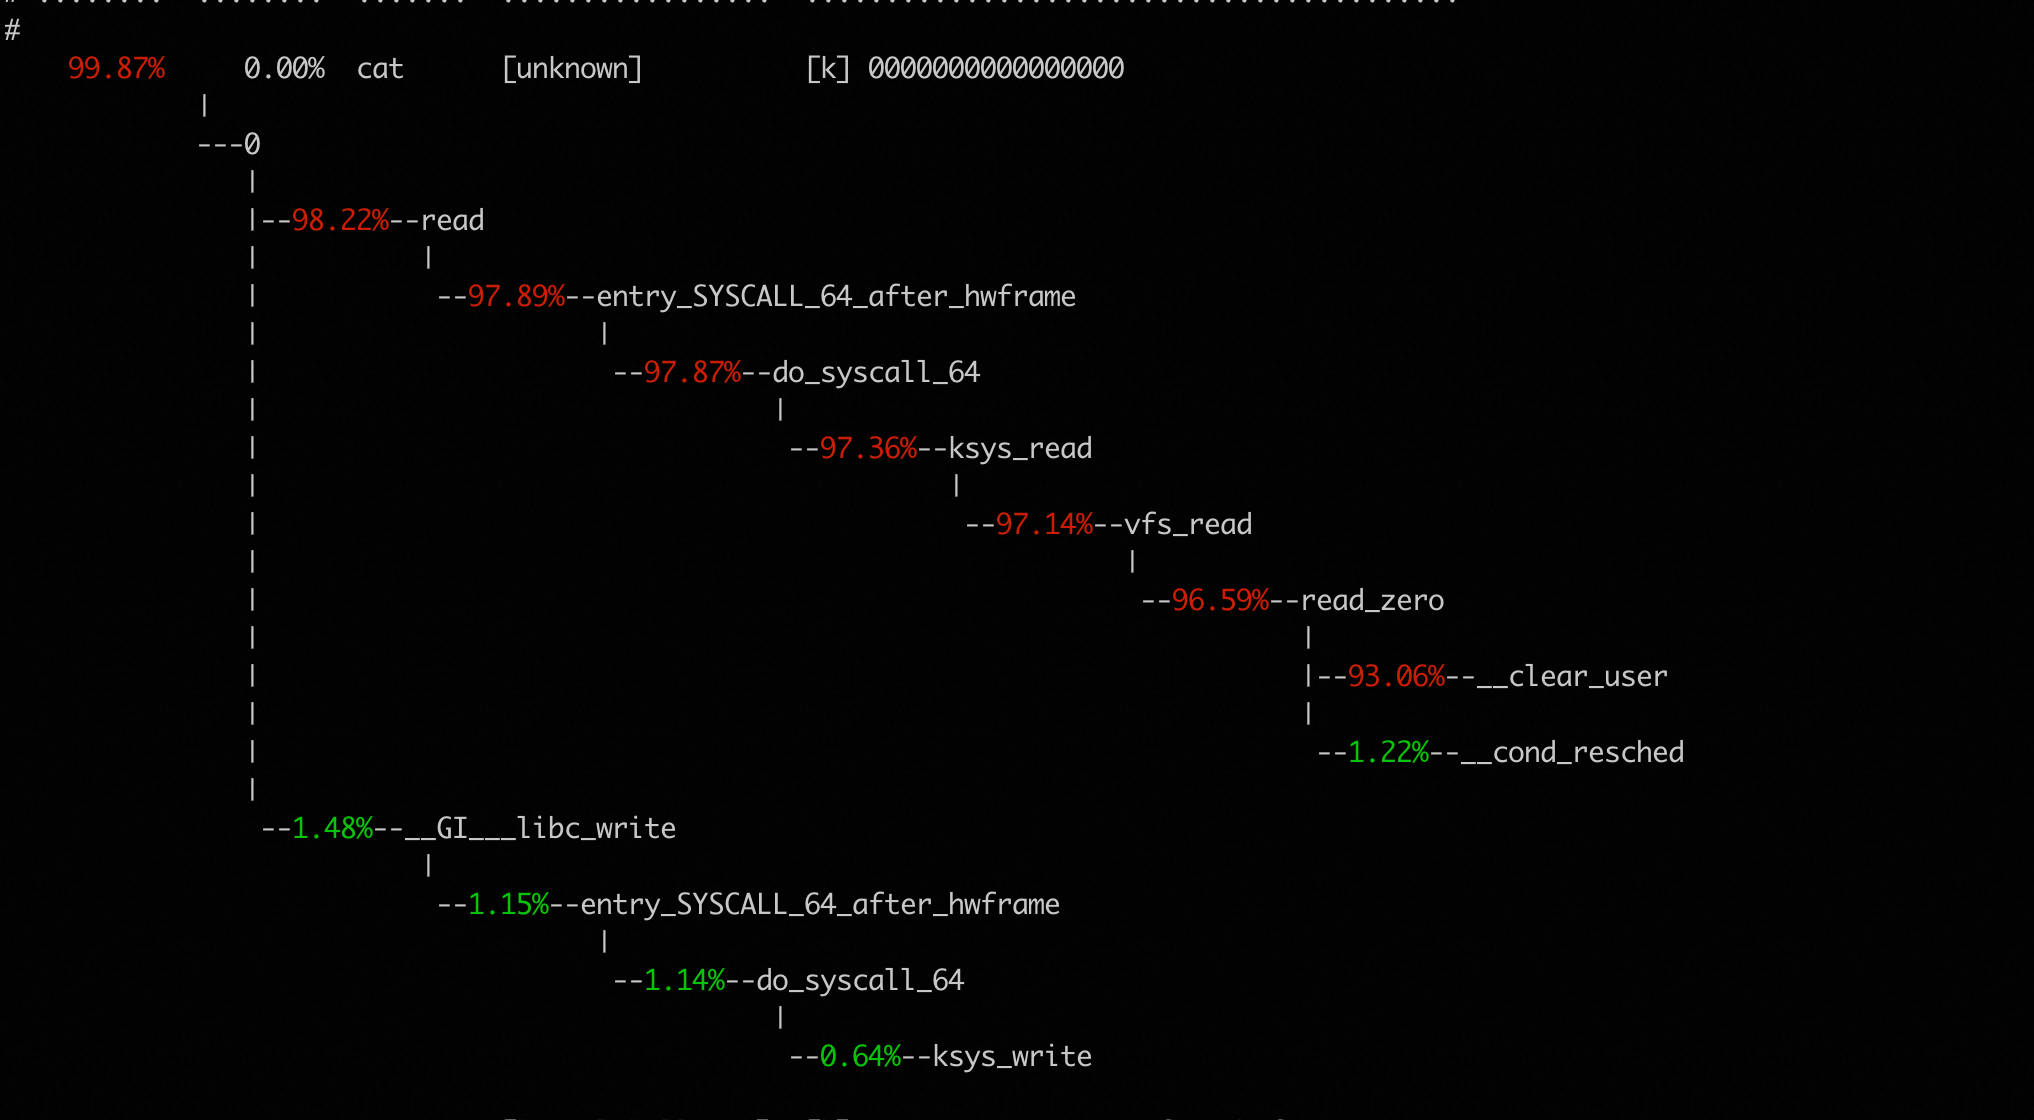 #
99.87% 0.00% cat [unknown] [k] 0000000000000000
|
---0
|
|--98.22%--read
| |
| --97.89%--entry_SYSCALL_64_after_hwframe
| |
| --97.87%--do_syscall_64
| |
| --97.36%--ksys_read
| |
| --97.14%--vfs_read
| |
| --96.59%--read_zero
| |
| |--93.06%--__clear_user
| |
| --1.22%--__cond_resched
|
--1.48%--__GI___libc_write
|
--1.15%--entry_SYSCALL_64_after_hwframe
|
--1.14%--do_syscall_64
|
--0.64%--ksys_write